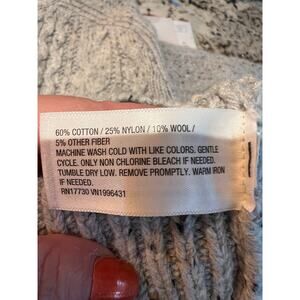 60% COTTON / 25% NYLON / 10% WOOL /
5% OTHER FIBER
MACHINE WASH COLD WITH LIKE COLORS. GENTLE
CYCLE. ONLY NON CHLORINE BLEACH IF NEEDED.
TUMBLE DRY LOW. REMOVE PROMPTLY. WARM IRON
IF NEEDED.
RN17730 VN1996431